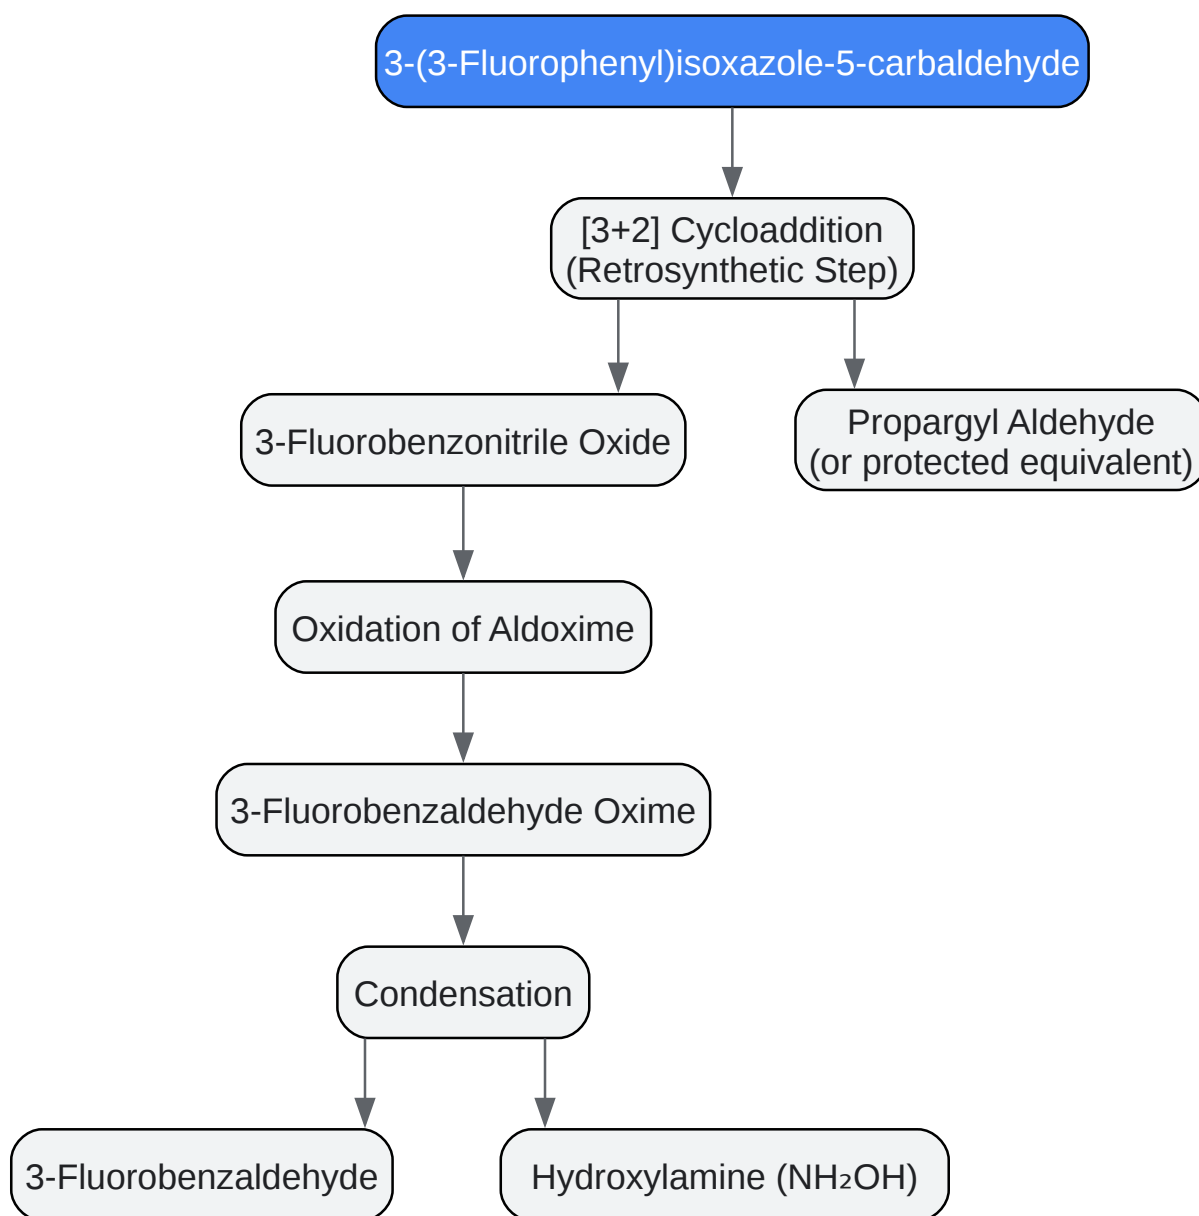 3-(3-Fluorophenyl)isoxazole-5-carbaldehyde
[3+2] Cycloaddition
(Retrosynthetic Step)
3-Fluorobenzonitrile Oxide
Propargyl Aldehyde
(or protected equivalent)
Oxidation of Aldoxime
3-Fluorobenzaldehyde Oxime
Condensation
3-Fluorobenzaldehyde
Hydroxylamine (NH₂OH)